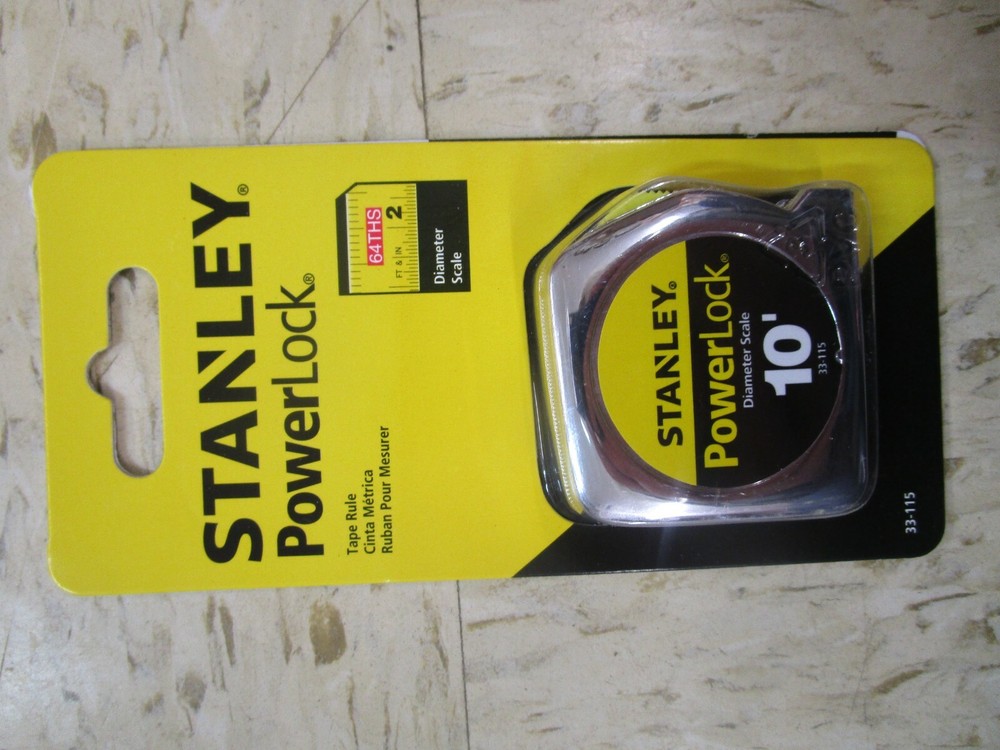 STANLEY®
PowerLock®
Tape Rule
Cinta Métrica
Ruban Pour Mesurer
64THS
FT & IN
2
Diameter
Scale
STANLEY®
PowerLock®
Diameter Scale
10'
33-115
33-115